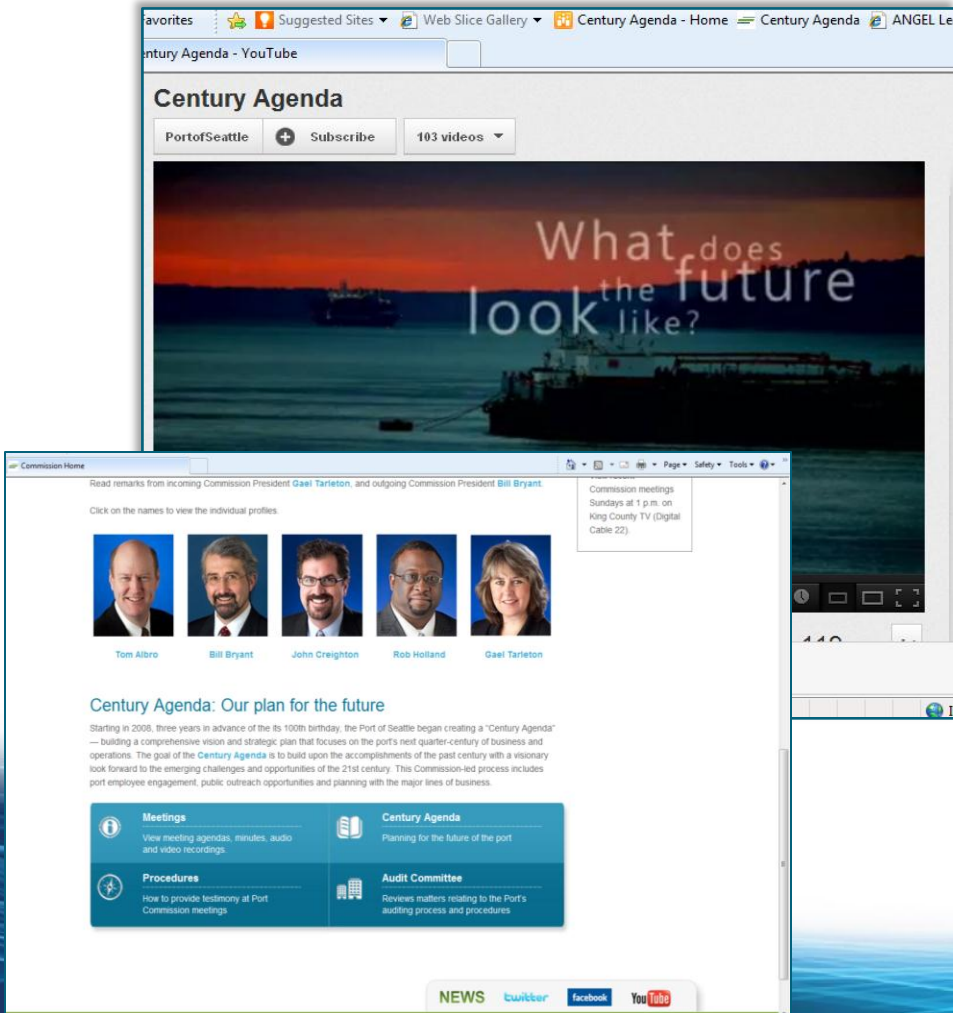 Favorites Suggested Sites Web Slice Gallery Century Agenda - Home Century Agenda ANGEL Le
entury Agenda - YouTube
Century Agenda
PortofSeattle Subscribe 103 videos
What does
the future
look like?
Commission Home
Page Safety Tools
Read remarks from incoming Commission President Gael Tarleton, and outgoing Commission President Bill Bryant.
Click on the names to view the individual profiles.
Commission meetings
Sundays at 1 p.m. on
King County TV (Digital
Cable 22).
Tom Albro Bill Bryant John Creighton Rob Holland Gael Tarleton
Century Agenda: Our plan for the future
Starting in 2008, three years in advance of the its 100th birthday, the Port of Seattle began creating a "Century Agenda"
— building a comprehensive vision and strategic plan that focuses on the port's next quarter-century of business and
operations. The goal of the Century Agenda is to build upon the accomplishments of the past century with a visionary
look forward to the emerging challenges and opportunities of the 21st century. This Commission-led process includes
port employee engagement, public outreach opportunities and planning with the major lines of business.
Meetings
View meeting agendas, minutes, audio
and video recordings.
Century Agenda
Planning for the future of the port
Procedures
How to provide testimony at Port
Commission meetings
Audit Committee
Reviews matters relating to the Port's
auditing process and procedures
NEWS twitter facebook YouTube